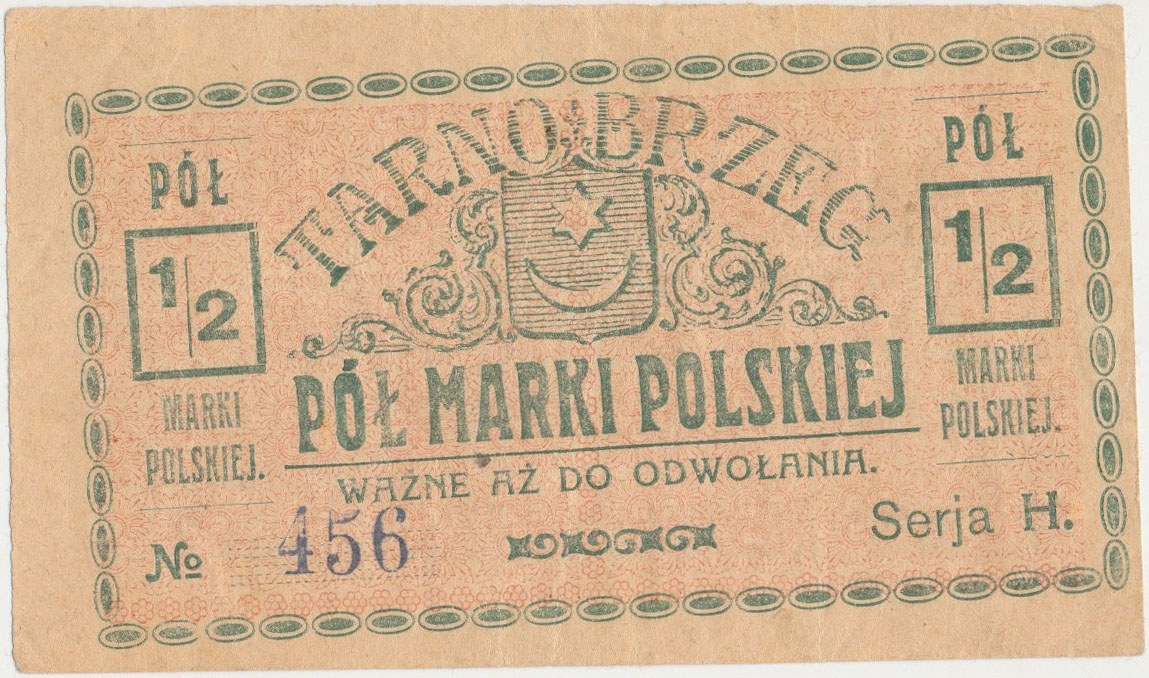 TARNOBRZEG
PÓŁ
1/2
MARKI
POLSKIEJ.
PÓŁ
1/2
MARKI
POLSKIEJ.
PÓŁ MARKI POLSKIEJ
WAŻNE AŻ DO ODWOŁANIA.
№ 456
Serja H.